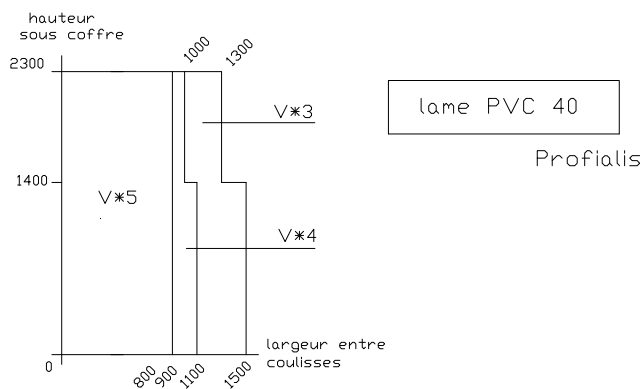 hauteur
sous coffre
1000
1300
2300
lame PVC 40
V*3
Profialis
1400
V*5
V*4
largeur entre
coulisses
0
800
900
1100
1500